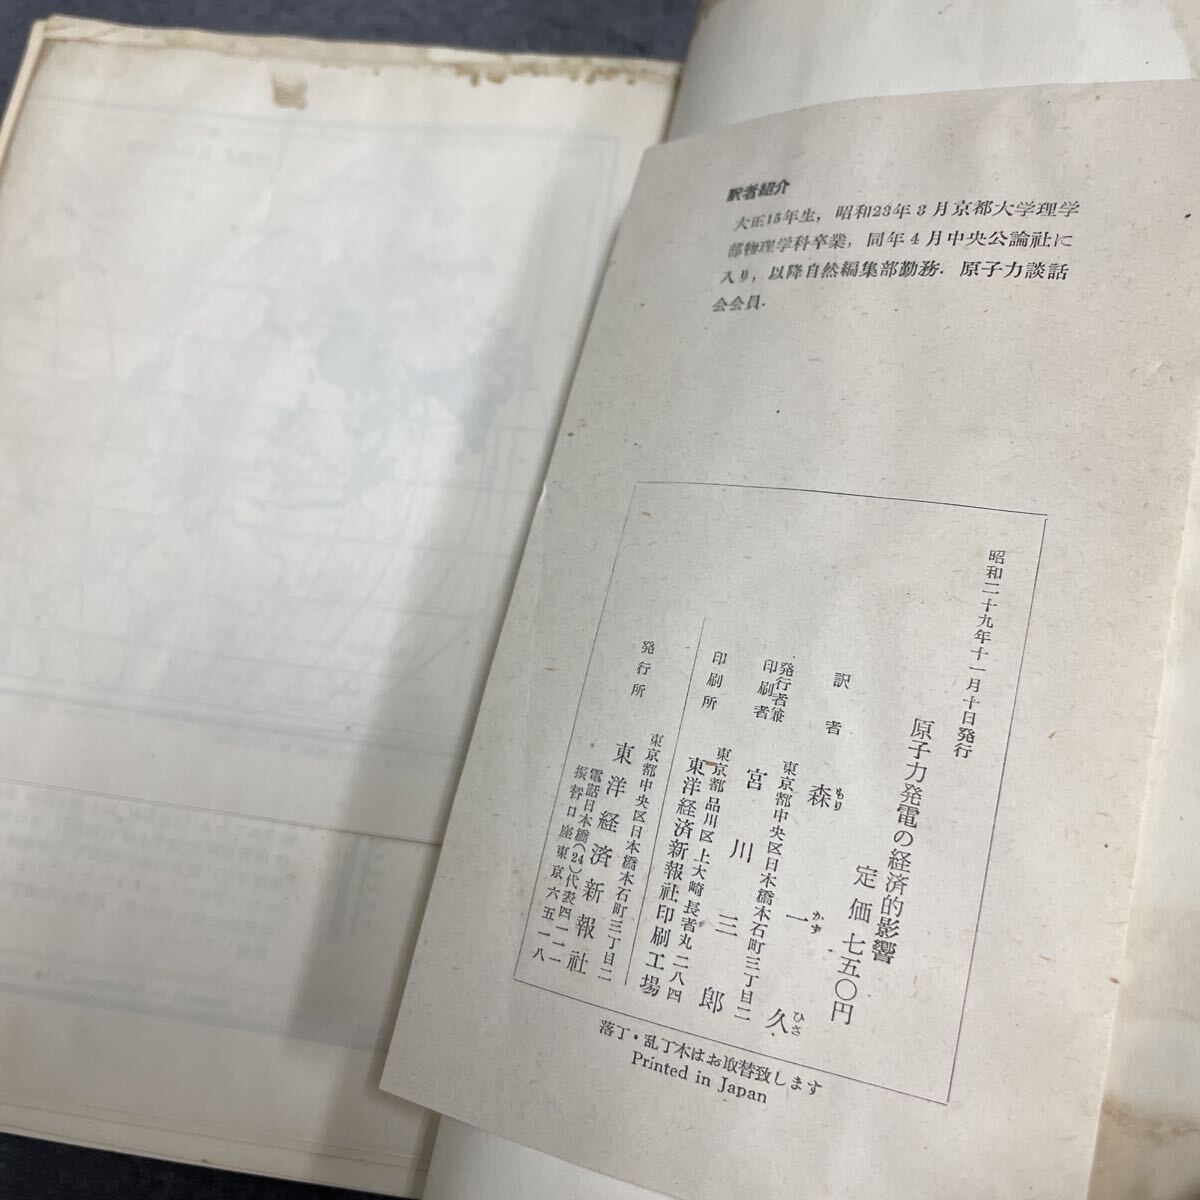 訳者紹介
大正15年生，昭和23年3月京都大学理学
部物理学科卒業，同年4月中央公論社に
入り，以降自然編集部勤務．原子力談話
会会員．
昭和二十九年十一月十日発行
原子力発電の経済的影響
定価七五〇円
訳者 森一久
もり かず ひさ
東京都中央区日本橋本石町三丁目二
発行者兼
印刷者 宮川三郎
東京都品川区上大崎長者丸二八四
印刷所 東洋経済新報社印刷工場
東京都中央区日本橋本石町三丁目二
発行所 東洋経済新報社
電話日本橋(24)代表四一二一
振替口座東京六五一八
落丁・乱丁本はお取替致します
Printed in Japan